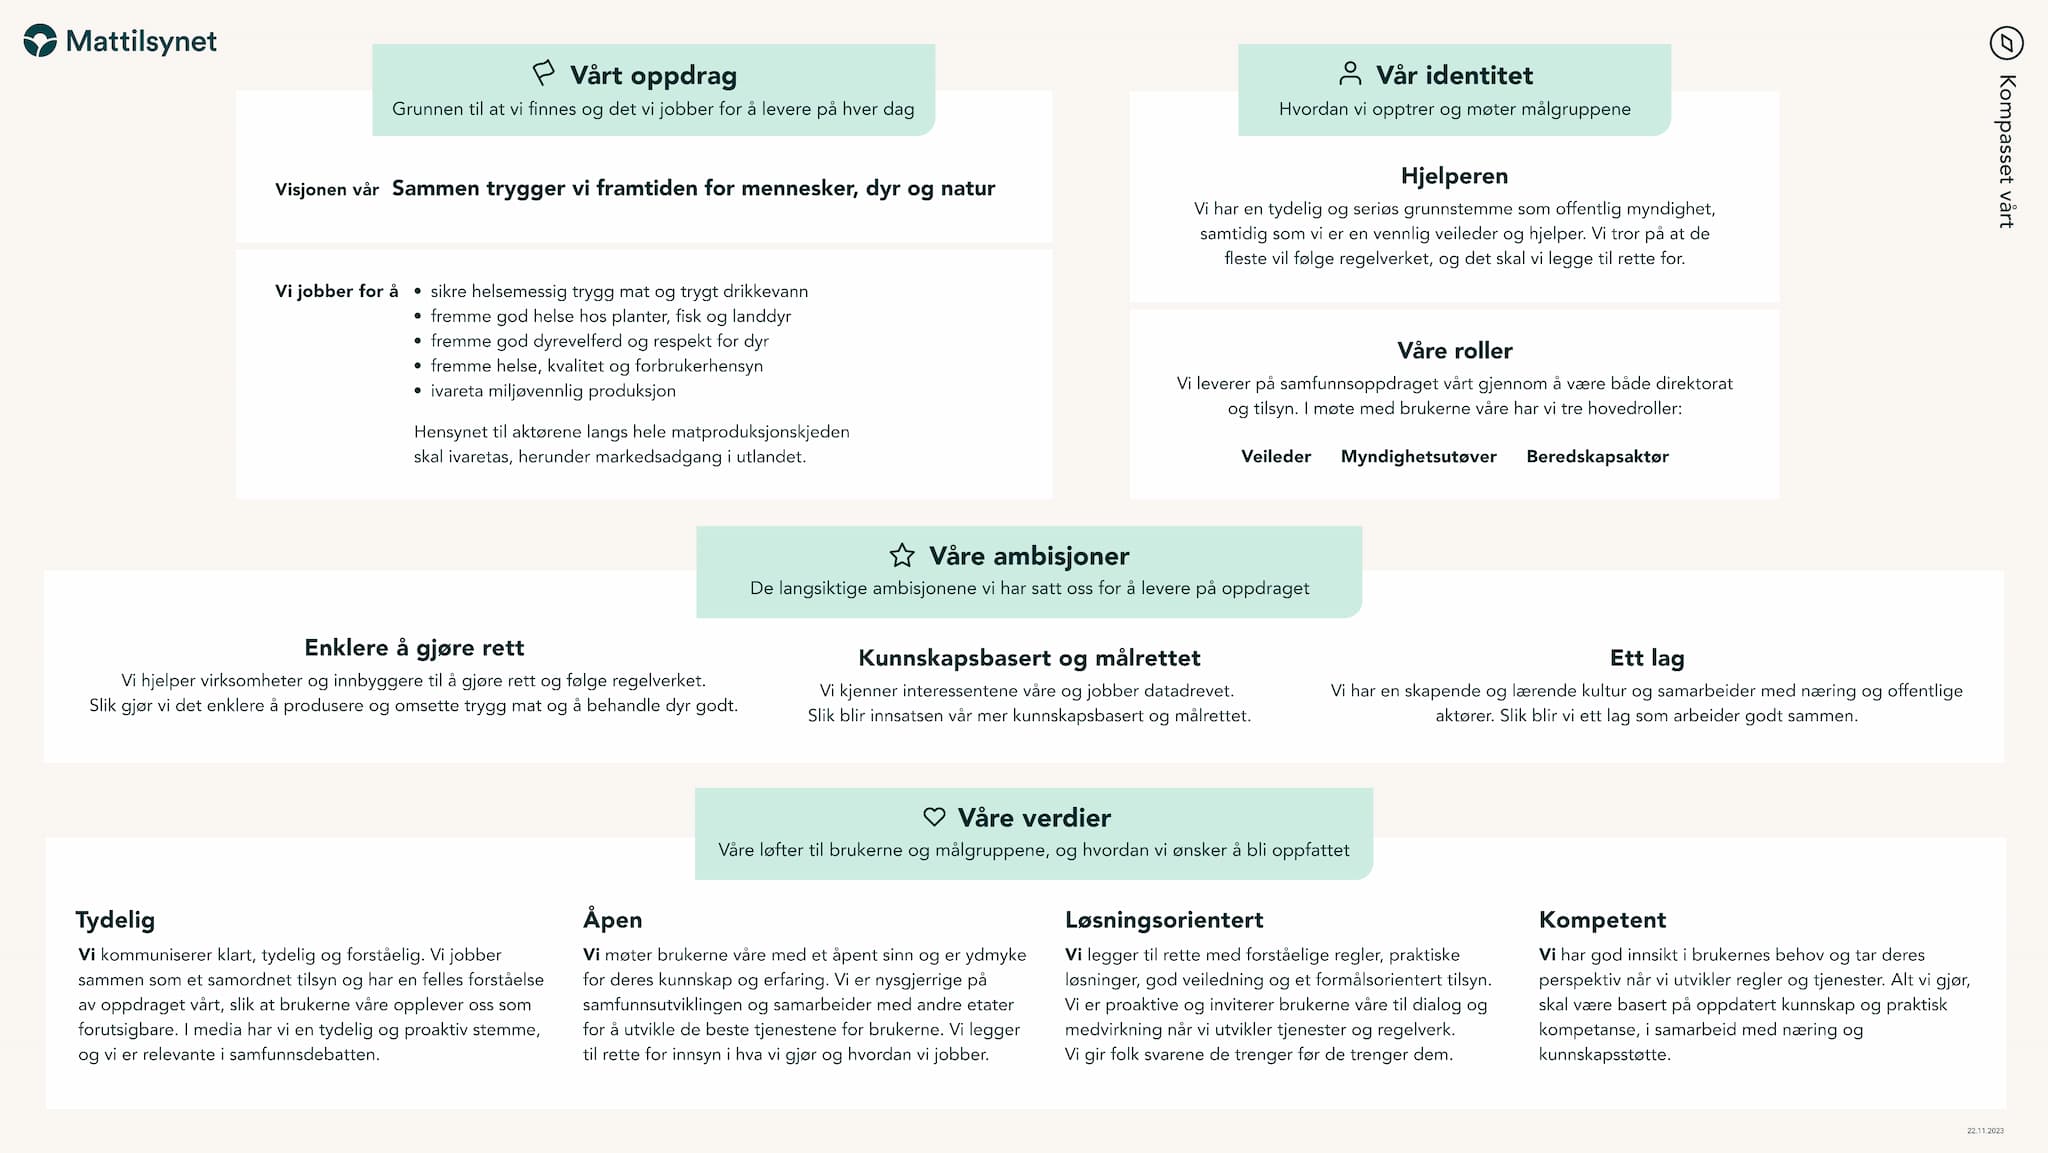 Mattilsynet
Kompasset vårt
Vårt oppdrag
Grunnen til at vi finnes og det vi jobber for å levere på hver dag
Visjonen vår Sammen trygger vi framtiden for mennesker, dyr og natur
Vi jobber for å
• sikre helsemessig trygg mat og trygt drikkevann
• fremme god helse hos planter, fisk og landdyr
• fremme god dyrevelferd og respekt for dyr
• fremme helse, kvalitet og forbrukerhensyn
• ivareta miljøvennlig produksjon
Hensynet til aktørene langs hele matproduksjonskjeden
skal ivaretas, herunder markedsadgang i utlandet.
Vår identitet
Hvordan vi opptrer og møter målgruppene
Hjelperen
Vi har en tydelig og seriøs grunnstemme som offentlig myndighet,
samtidig som vi er en vennlig veileder og hjelper. Vi tror på at de
fleste vil følge regelverket, og det skal vi legge til rette for.
Våre roller
Vi leverer på samfunnsoppdraget vårt gjennom å være både direktorat
og tilsyn. I møte med brukerne våre har vi tre hovedroller:
Veileder Myndighetsutøver Beredskapsaktør
Våre ambisjoner
De langsiktige ambisjonene vi har satt oss for å levere på oppdraget
Enklere å gjøre rett
Vi hjelper virksomheter og innbyggere til å gjøre rett og følge regelverket.
Slik gjør vi det enklere å produsere og omsette trygg mat og å behandle dyr godt.
Kunnskapsbasert og målrettet
Vi kjenner interessentene våre og jobber datadrevet.
Slik blir innsatsen vår mer kunnskapsbasert og målrettet.
Ett lag
Vi har en skapende og lærende kultur og samarbeider med næring og offentlige
aktører. Slik blir vi ett lag som arbeider godt sammen.
Våre verdier
Våre løfter til brukerne og målgruppene, og hvordan vi ønsker å bli oppfattet
Tydelig
Vi kommuniserer klart, tydelig og forståelig. Vi jobber
sammen som et samordnet tilsyn og har en felles forståelse
av oppdraget vårt, slik at brukerne våre opplever oss som
forutsigbare. I media har vi en tydelig og proaktiv stemme,
og vi er relevante i samfunnsdebatten.
Åpen
Vi møter brukerne våre med et åpent sinn og er ydmyke
for deres kunnskap og erfaring. Vi er nysgjerrige på
samfunnsutviklingen og samarbeider med andre etater
for å utvikle de beste tjenestene for brukerne. Vi legger
til rette for innsyn i hva vi gjør og hvordan vi jobber.
Løsningsorientert
Vi legger til rette med forståelige regler, praktiske
løsninger, god veiledning og et formålsorientert tilsyn.
Vi er proaktive og inviterer brukerne våre til dialog og
medvirkning når vi utvikler tjenester og regelverk.
Vi gir folk svarene de trenger før de trenger dem.
Kompetent
Vi har god innsikt i brukernes behov og tar deres
perspektiv når vi utvikler regler og tjenester. Alt vi gjør,
skal være basert på oppdatert kunnskap og praktisk
kompetanse, i samarbeid med næring og
kunnskapsstøtte.
22.11.2023